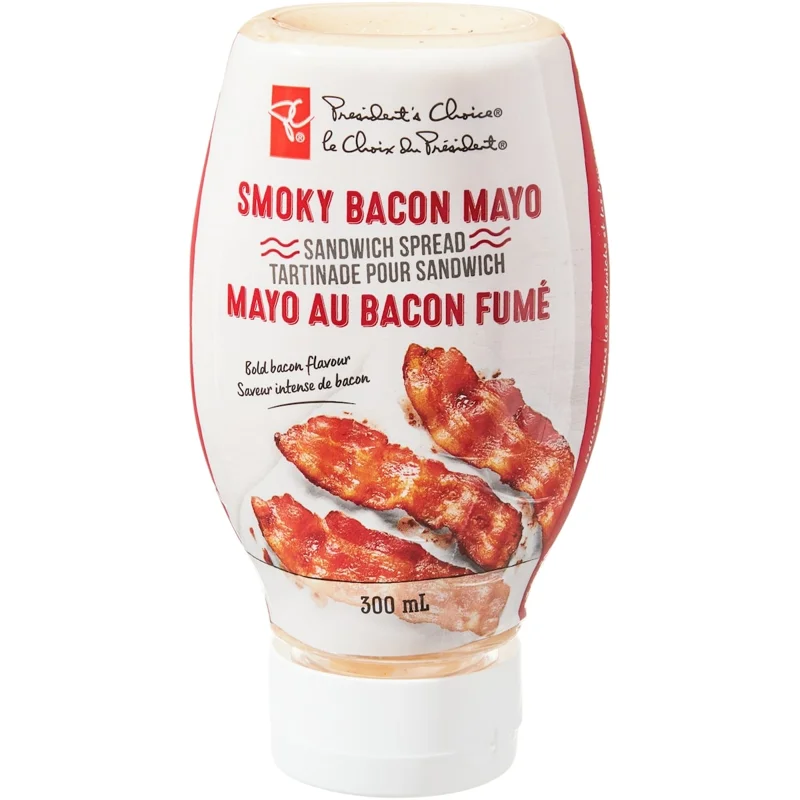 President's Choice®
le Choix du Président®
SMOKY BACON MAYO
SANDWICH SPREAD
TARTINADE POUR SANDWICH
MAYO AU BACON FUMÉ
Bold bacon flavour
Saveur intense de bacon
300 mL